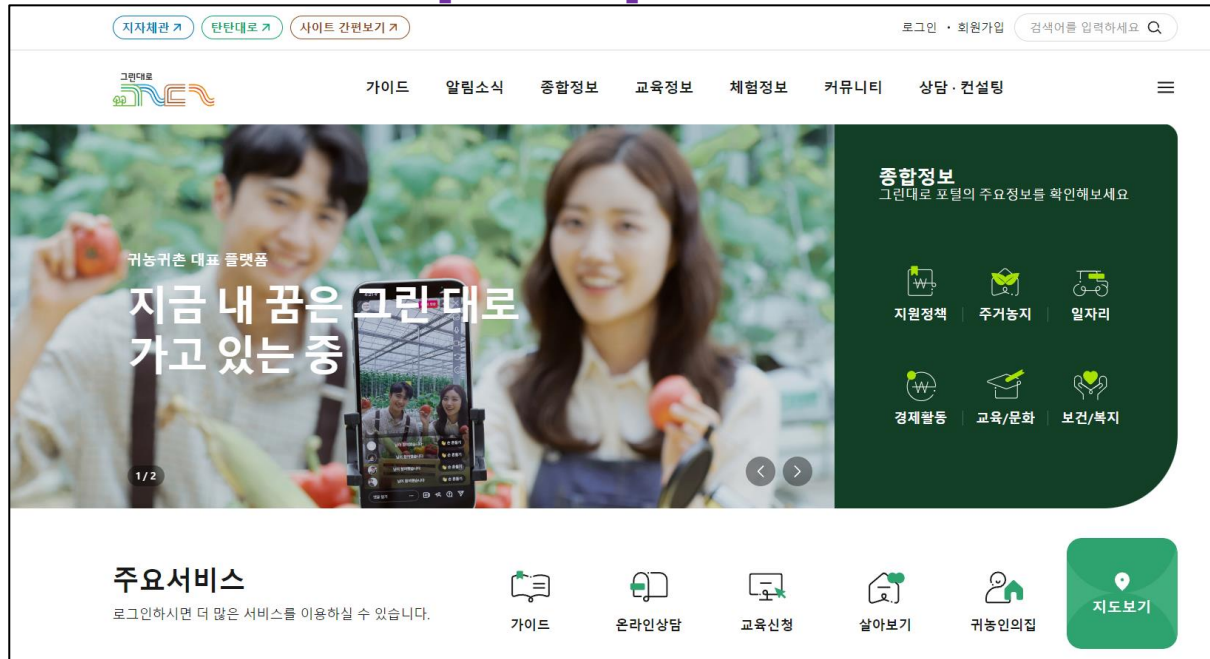 지자체관
탄탄대로
사이트 간편보기
로그인 · 회원가입
검색어를 입력하세요
그린대로
가이드 알림소식 종합정보 교육정보 체험정보 커뮤니티 상담 · 컨설팅
귀농귀촌 대표 플랫폼
지금 내 꿈은 그린 대로
가고 있는 중
1 / 2
종합정보
그린대로 포털의 주요정보를 확인해보세요
지원정책 주거농지 일자리
경제활동 교육/문화 보건/복지
주요서비스
로그인하시면 더 많은 서비스를 이용하실 수 있습니다.
가이드 온라인상담 교육신청 살아보기 귀농인의집
지도보기